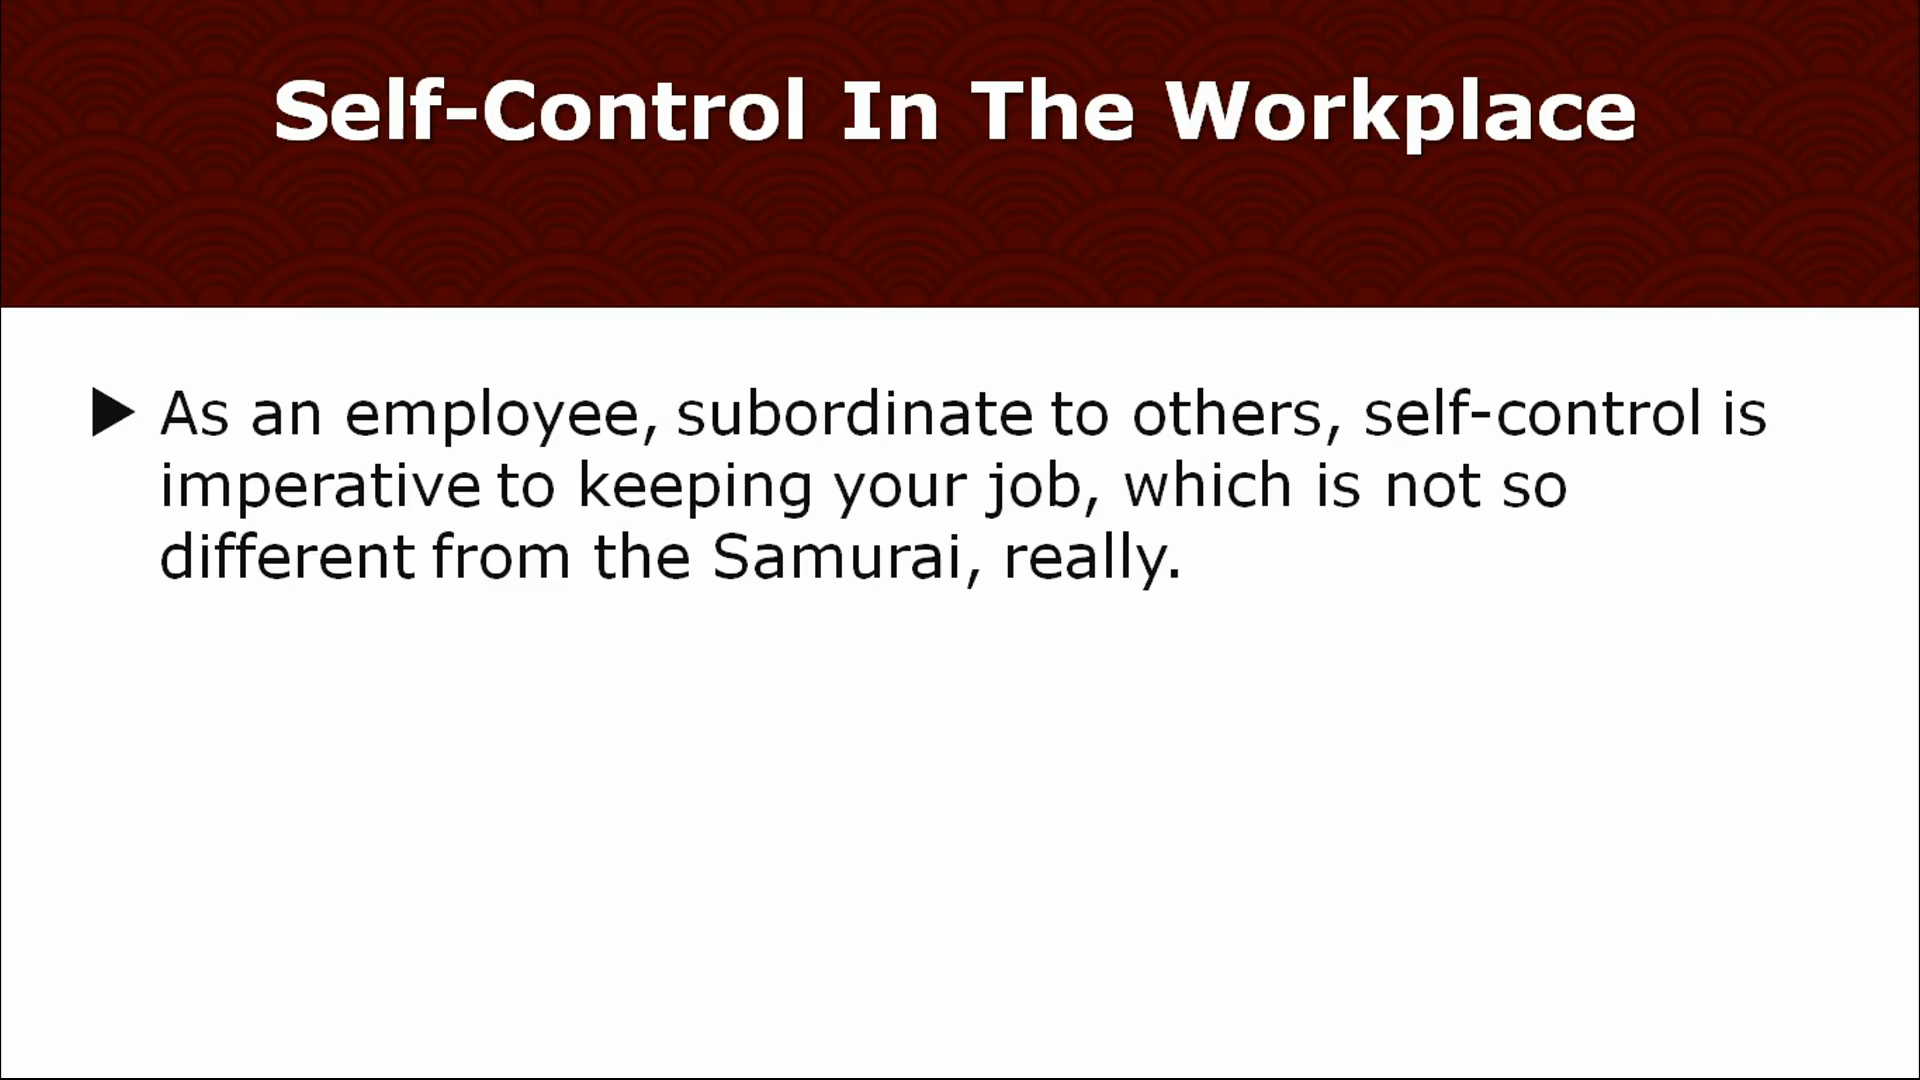 Self-Control In The Workplace
As an employee, subordinate to others, self-control is
imperative to keeping your job, which is not so
different from the Samurai, really.